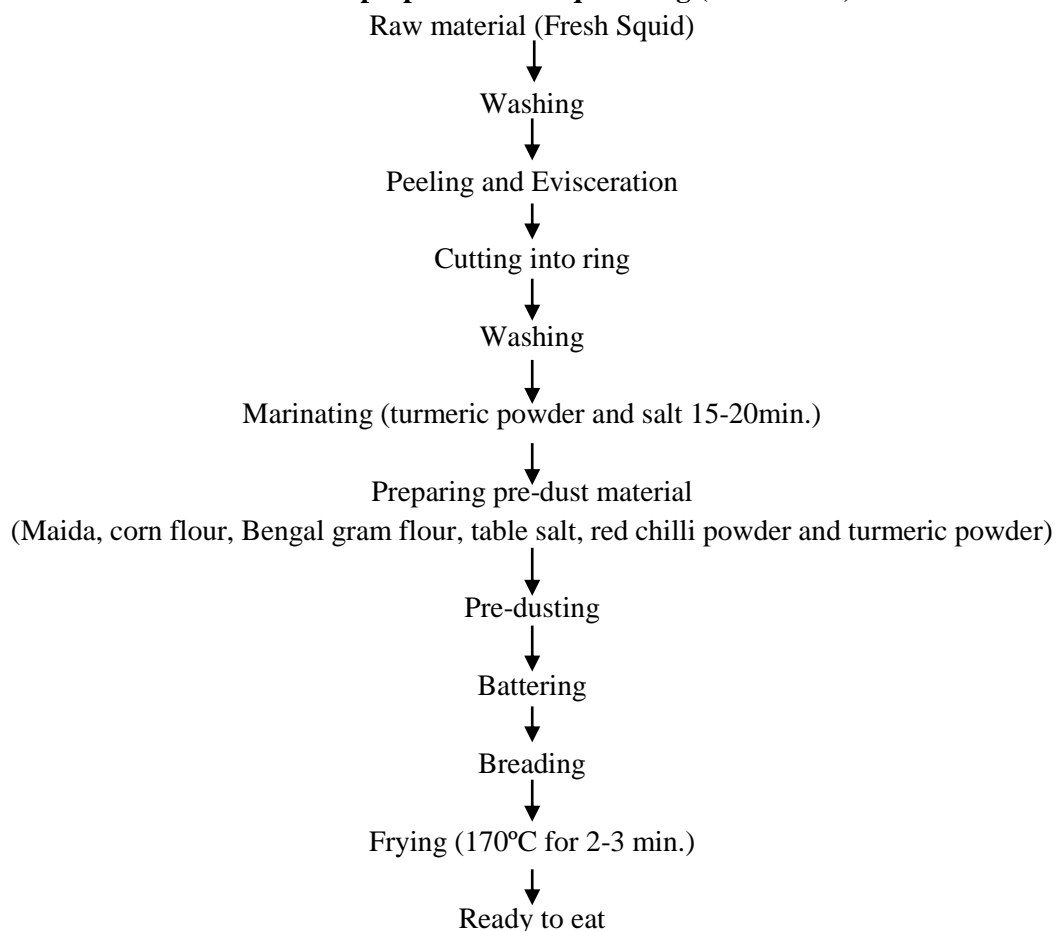 Raw material (Fresh Squid)
Washing
Peeling and Evisceration
Cutting into ring
Washing
Marinating (turmeric powder and salt 15-20min.)
Preparing pre-dust material
(Maida, corn flour, Bengal gram flour, table salt, red chilli powder and turmeric powder)
Pre-dusting
Battering
Breading
Frying (170ºC for 2-3 min.)
Ready to eat